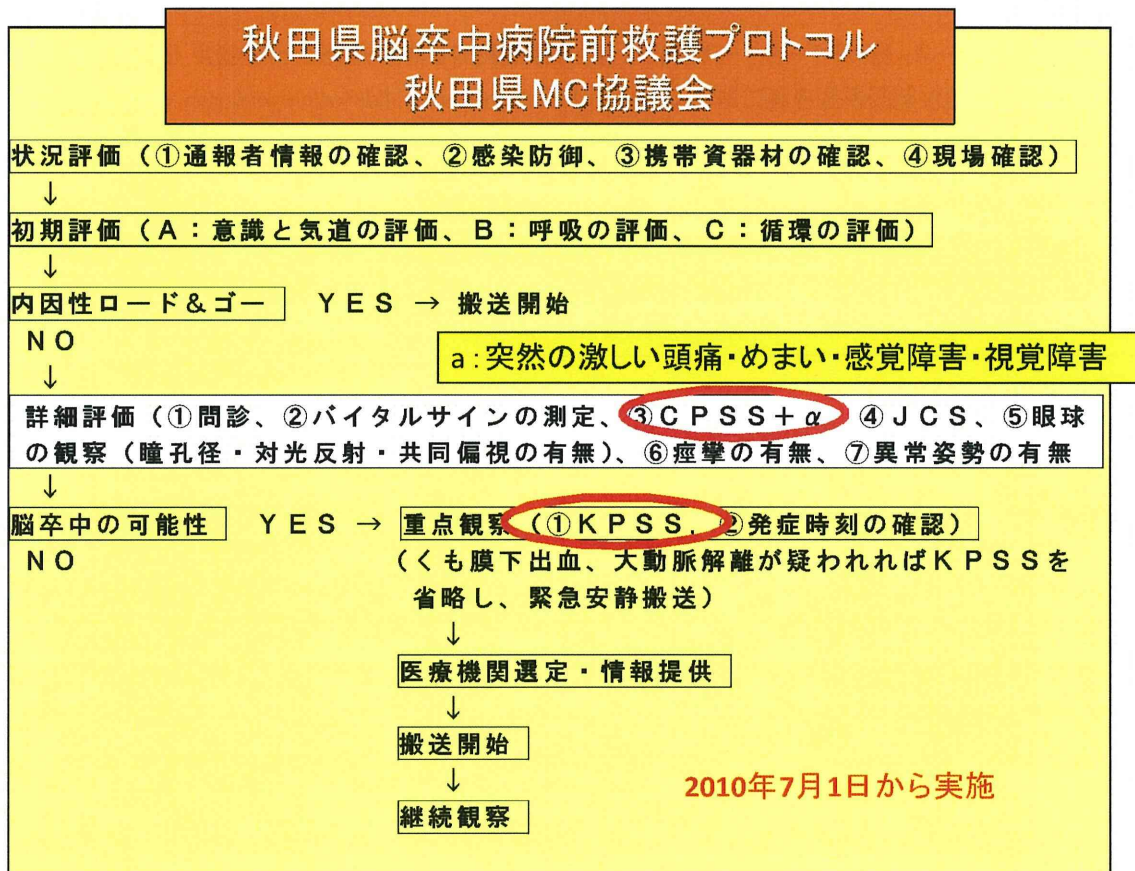 秋田県脳卒中病院前救護プロトコル
秋田県MC協議会
状況評価（①通報者情報の確認、②感染防御、③携帯資器材の確認、④現場確認）
↓
初期評価（A：意識と気道の評価、B：呼吸の評価、C：循環の評価）
↓
内因性ロード&ゴー YES → 搬送開始
NO
a：突然の激しい頭痛・めまい・感覚障害・視覚障害
↓
詳細評価（①問診、②バイタルサインの測定、③CPSS+α ④JCS、⑤眼球
の観察（瞳孔径・対光反射・共同偏視の有無）、⑥痙攣の有無、⑦異常姿勢の有無
↓
脳卒中の可能性 YES → 重点観察（①KPSS、②発症時刻の確認）
NO （くも膜下出血、大動脈解離が疑われればKPSSを
省略し、緊急安静搬送）
↓
医療機関選定・情報提供
↓
搬送開始
↓
2010年7月1日から実施
継続観察